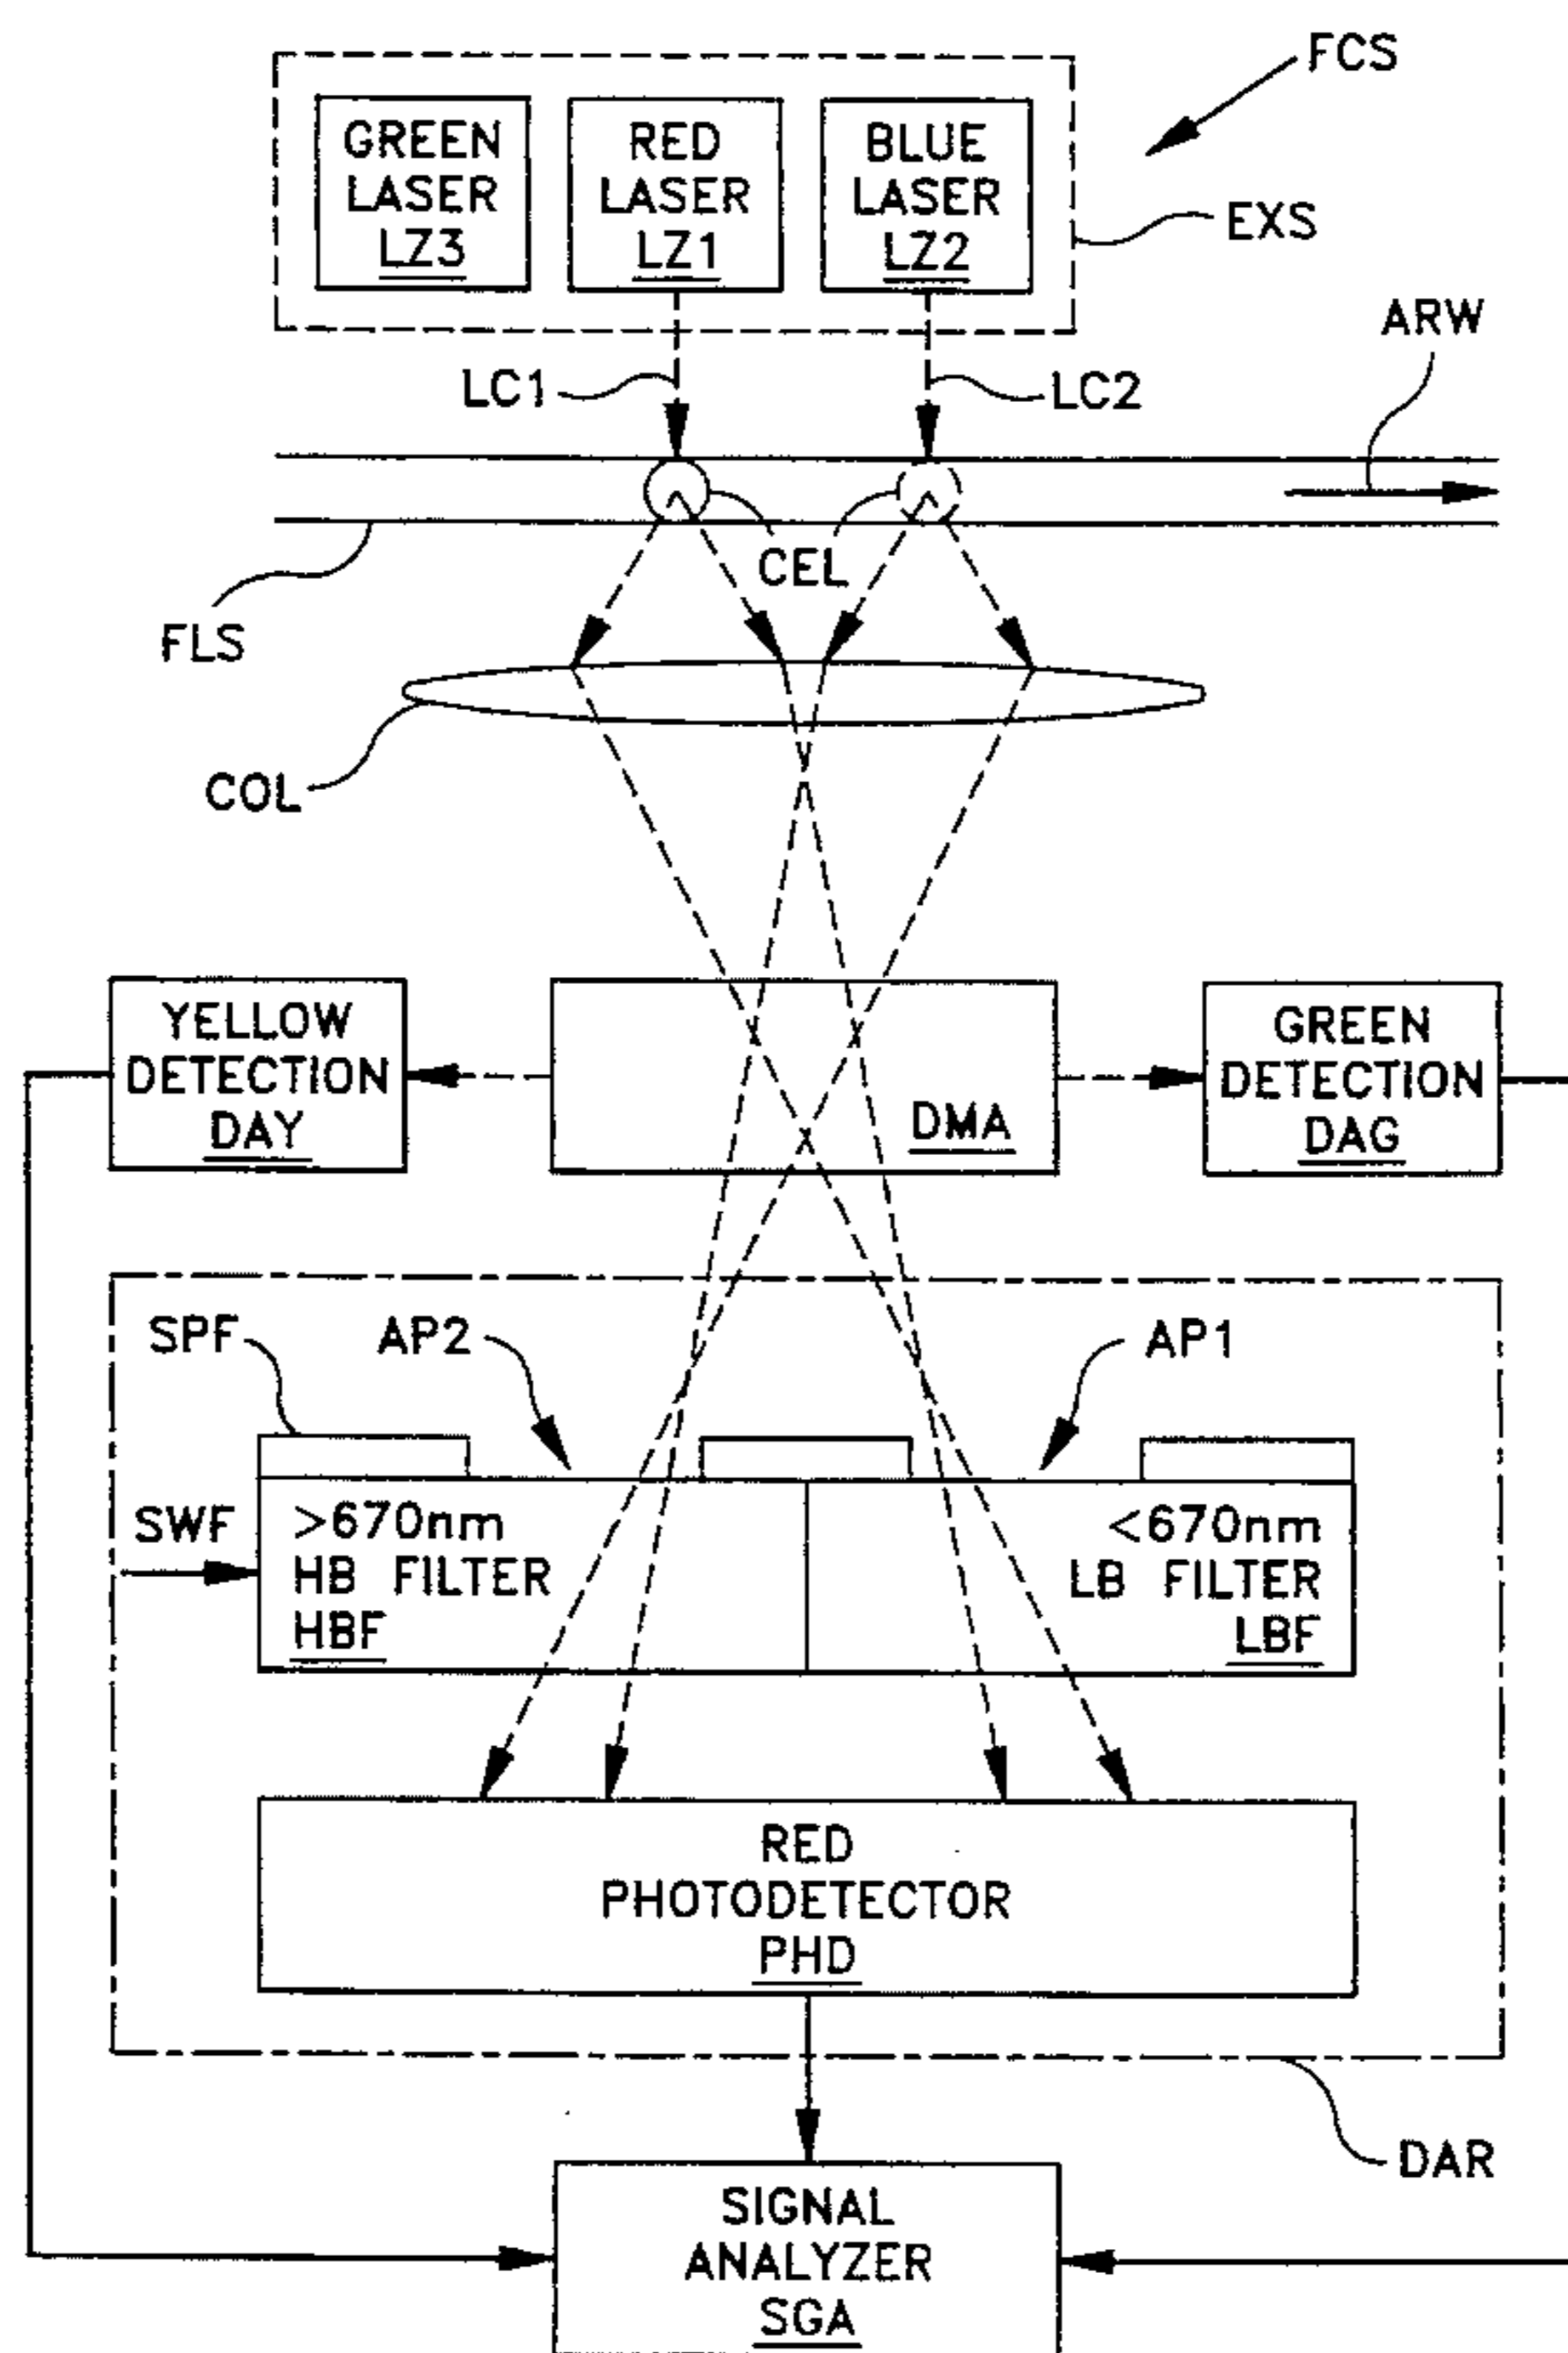 FCS
GREEN
LASER
LZ3
RED
LASER
LZ1
BLUE
LASER
LZ2
EXS
ARW
LC1
LC2
CEL
FLS
COL
YELLOW
DETECTION
DAY
DMA
GREEN
DETECTION
DAG
SPF
AP2
AP1
SWF
>670nm
HB FILTER
HBF
<670nm
LB FILTER
LBF
RED
PHOTODETECTOR
PHD
DAR
SIGNAL
ANALYZER
SGA